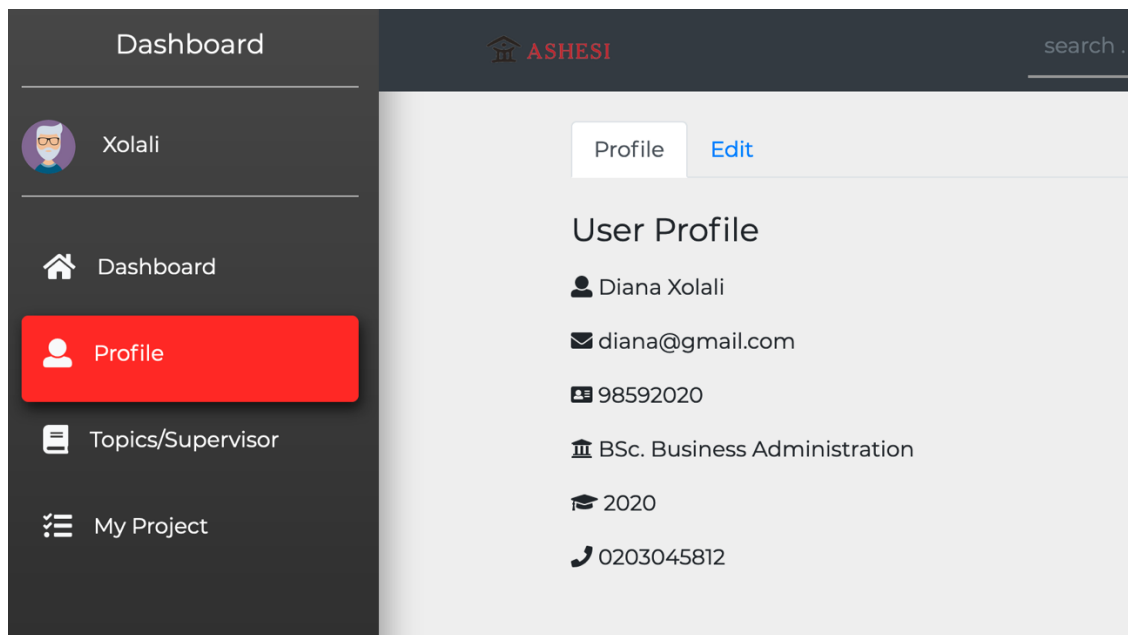 Dashboard
Xolali
Dashboard
Profile
Topics/Supervisor
My Project
ASHESI
search .
Profile
Edit
User Profile
Diana Xolali
diana@gmail.com
98592020
BSc. Business Administration
2020
0203045812